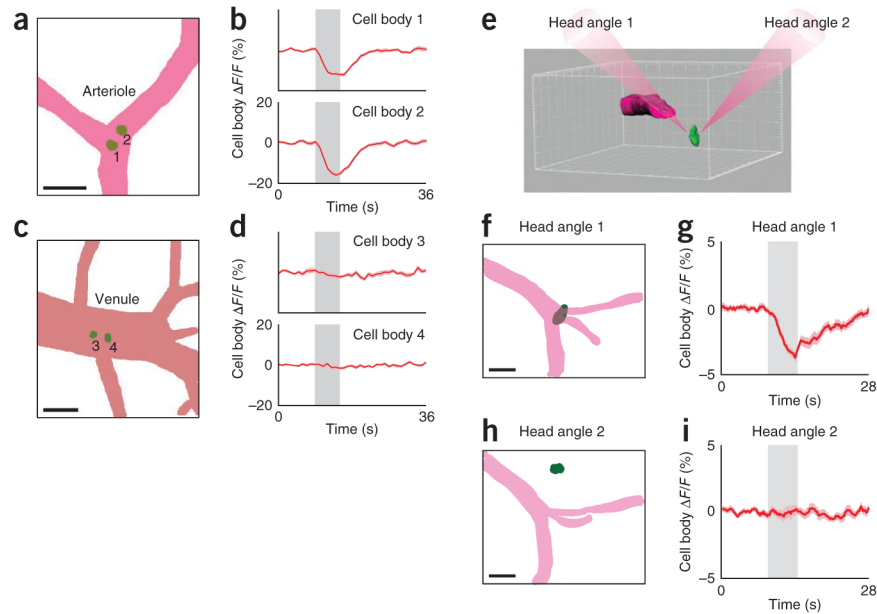 a
Arteriole
1
2
b
Cell body 1
Cell body 2
Cell body ΔF/F (%)
20
0
−20
0
36
Time (s)
c
Venule
3
4
d
Cell body 3
Cell body 4
Cell body ΔF/F (%)
20
0
−20
0
36
Time (s)
e
Head angle 1
Head angle 2
f
Head angle 1
g
Head angle 1
Cell body ΔF/F (%)
5
0
−5
0
28
Time (s)
h
Head angle 2
i
Head angle 2
Cell body ΔF/F (%)
5
0
−5
0
28
Time (s)